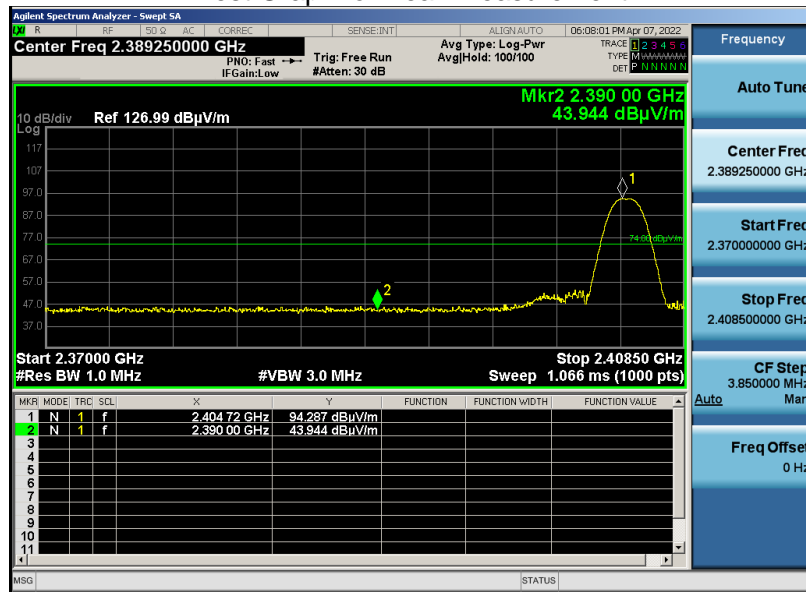 Agilent Spectrum Analyzer - Swept SA
R RF 50 Ω AC CORREC SENSE:INT ALIGN AUTO 06:08:01 PM Apr 07, 2022
Center Freq 2.389250000 GHz
PNO: Fast
IFGain:Low
Trig: Free Run
#Atten: 30 dB
Avg Type: Log-Pwr
Avg|Hold: 100/100
TRACE 1 2 3 4 5 6
TYPE M
DET P N N N N N
Mkr2 2.390 00 GHz
43.944 dBµV/m
10 dB/div Ref 126.99 dBµV/m
Log
117
107
97.0
87.0
77.0
67.0
57.0
47.0
37.0
1
74.00 dBµV/m
2
Start 2.37000 GHz Stop 2.40850 GHz
#Res BW 1.0 MHz #VBW 3.0 MHz Sweep 1.066 ms (1000 pts)
MKR MODE TRC SCL X Y FUNCTION FUNCTION WIDTH FUNCTION VALUE
1 N 1 f 2.404 72 GHz 94.287 dBµV/m
2 N 1 f 2.390 00 GHz 43.944 dBµV/m
3
4
5
6
7
8
9
10
11
MSG STATUS
Frequency
Auto Tune
Center Freq
2.389250000 GHz
Start Freq
2.370000000 GHz
Stop Freq
2.408500000 GHz
CF Step
3.850000 MHz
Auto Man
Freq Offset
0 Hz